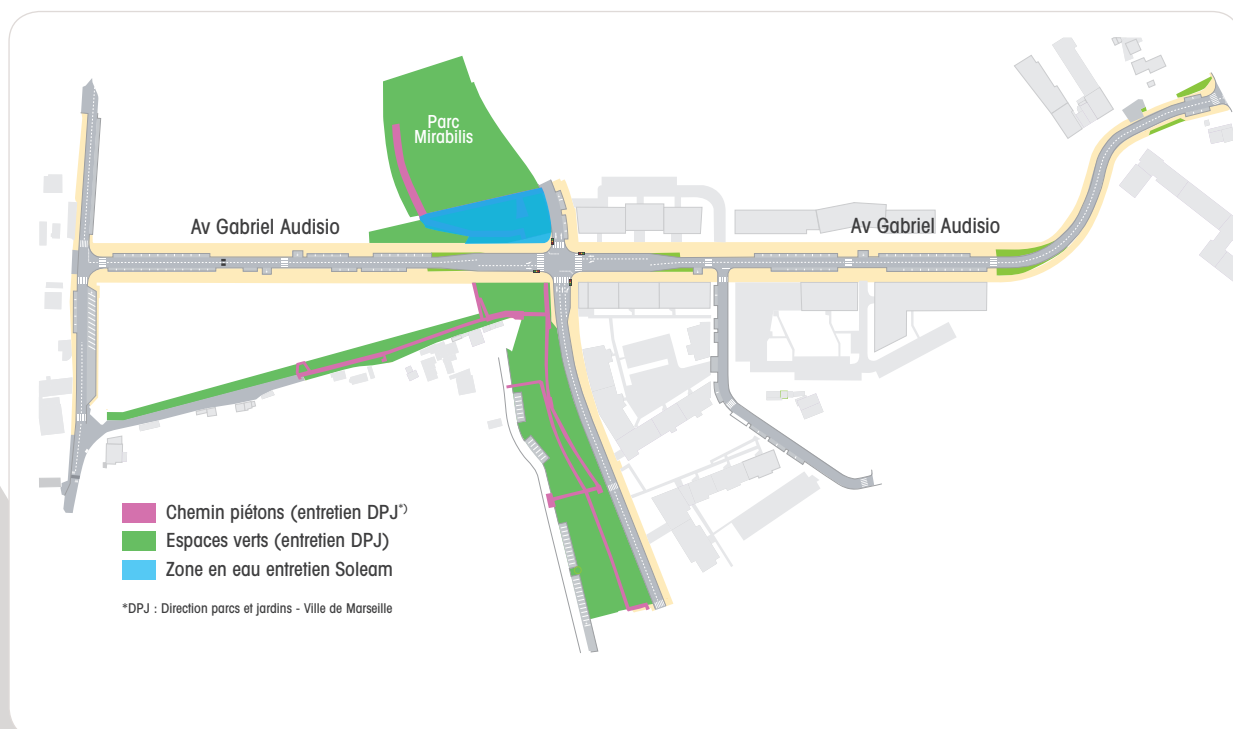 Parc
Mirabilis
Av Gabriel Audisio
Av Gabriel Audisio
Chemin piétons (entretien DPJ*)
Espaces verts (entretien DPJ)
Zone en eau entretien Soleam
*DPJ : Direction parcs et jardins - Ville de Marseille